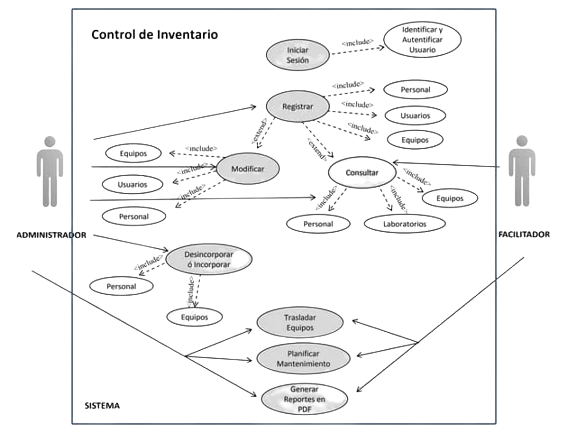 Control de Inventario
Iniciar
Sesión
<include>
Identificar y
Autentificar
Usuario
Registrar
<include>
Personal
<include>
Usuarios
<include>
Equipos
<extend>
<extend>
Equipos
<include>
Usuarios
<include>
Personal
<include>
Modificar
Consultar
<include>
Equipos
<include>
Personal
<include>
Laboratorios
ADMINISTRADOR
FACILITADOR
Desincorporar
ó Incorporar
<include>
Personal
<include>
Equipos
Trasladar
Equipos
Planificar
Mantenimiento
Generar
Reportes en
PDF
SISTEMA